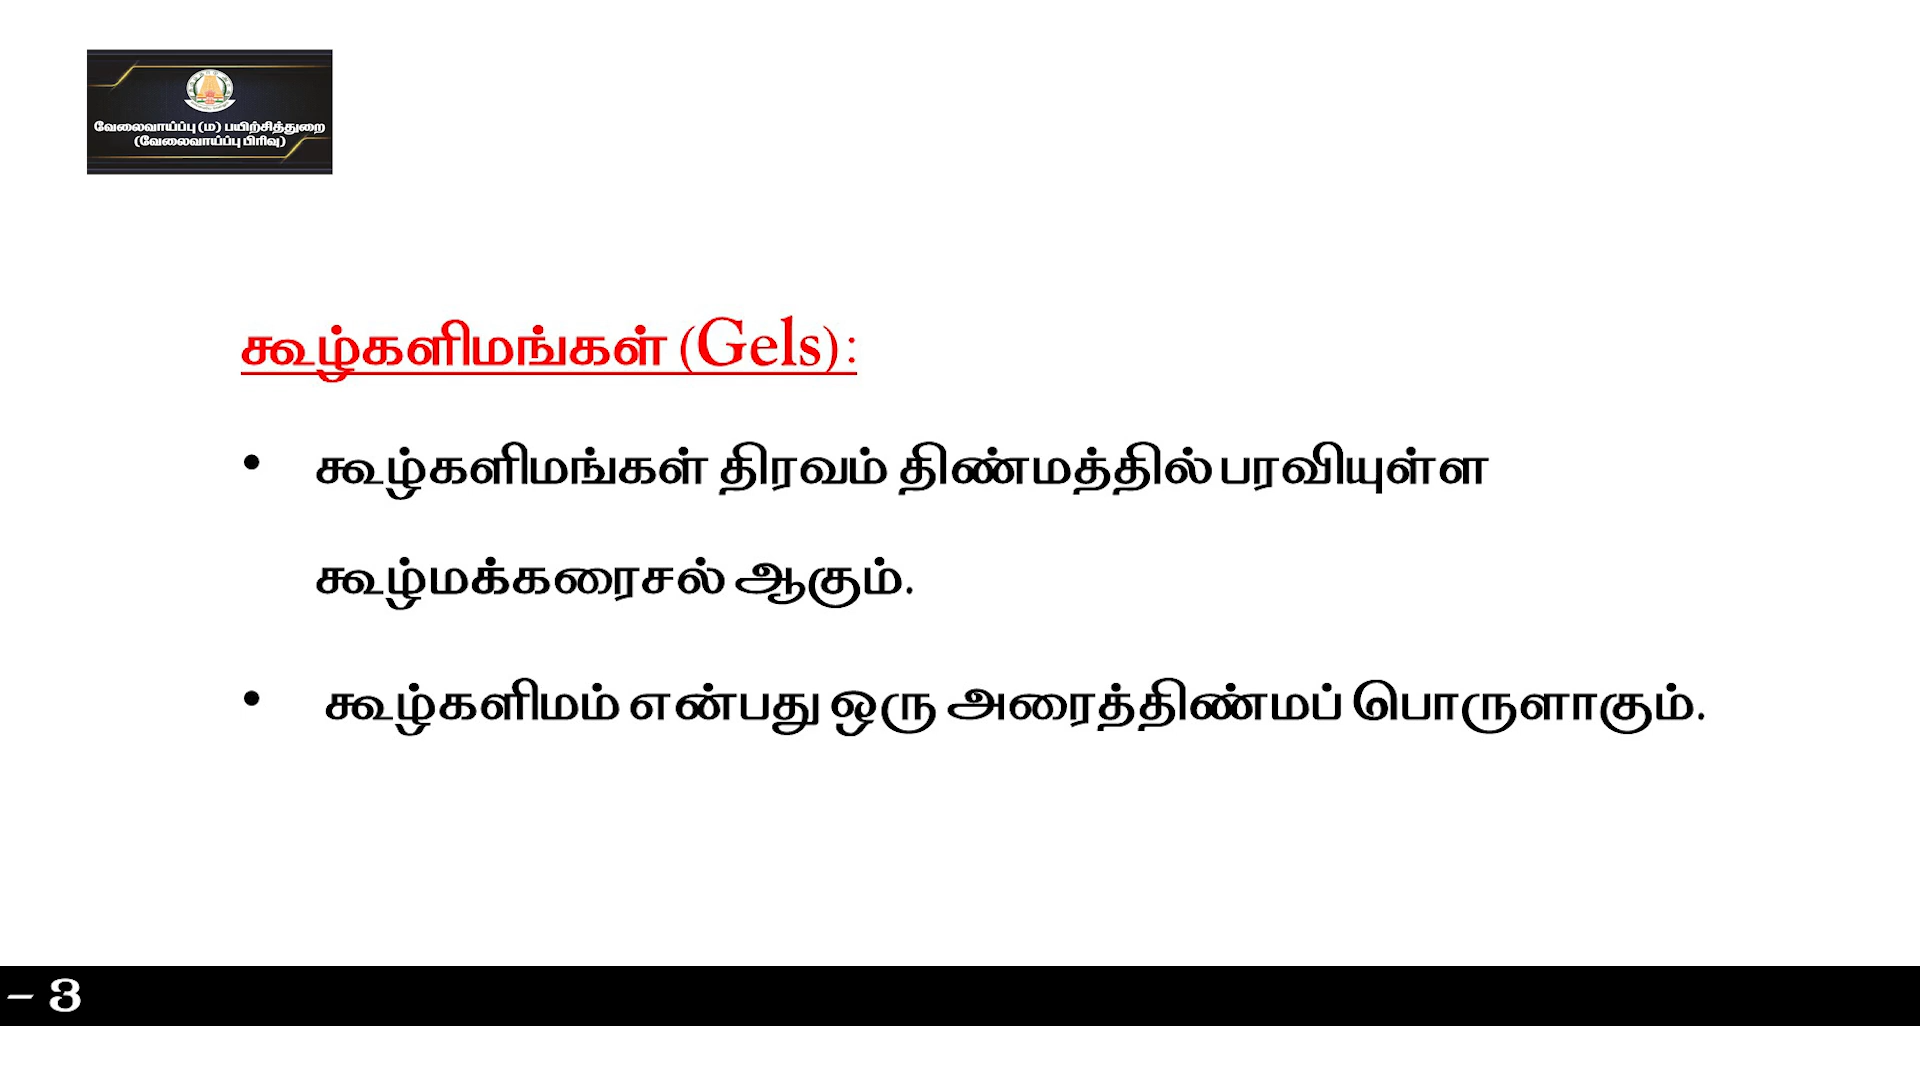 வேலைவாய்ப்பு (ம) பயிற்சித்துறை
(வேலைவாய்ப்பு பிரிவு)
கூழ்களிமங்கள் (Gels):
• கூழ்களிமங்கள் திரவம் திண்மத்தில் பரவியுள்ள
கூழ்மக்கரைசல் ஆகும்.
• கூழ்களிமம் என்பது ஒரு அரைத்திண்மப் பொருளாகும்.
– 3